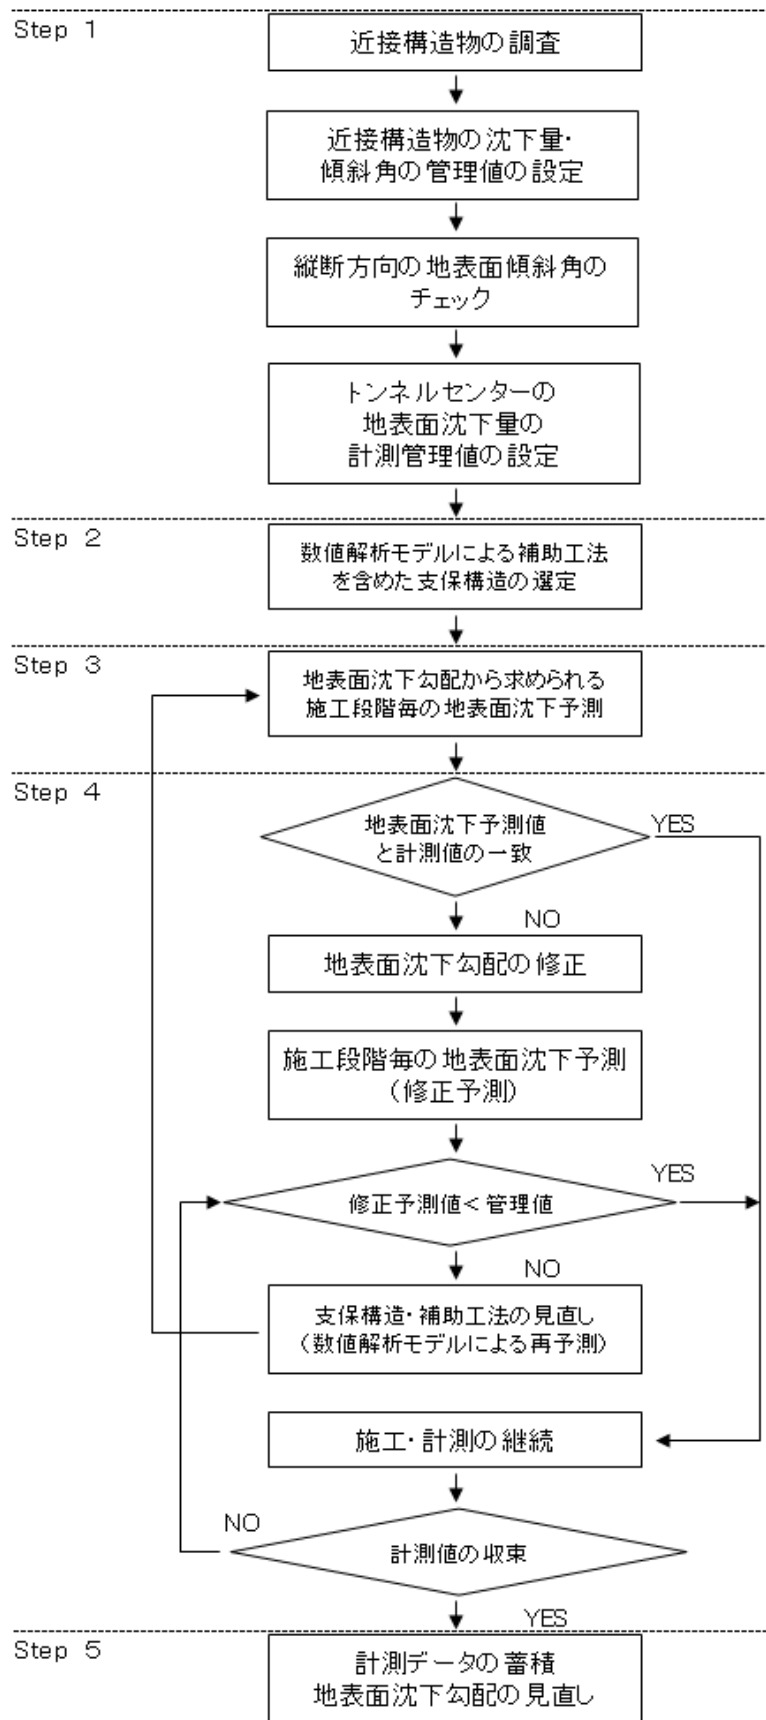 Step 1
近接構造物の調査
近接構造物の沈下量・
傾斜角の管理値の設定
縦断方向の地表面傾斜角の
チェック
トンネルセンターの
地表面沈下量の
計測管理値の設定
Step 2
数値解析モデルによる補助工法
を含めた支保構造の選定
Step 3
地表面沈下勾配から求められる
施工段階毎の地表面沈下予測
Step 4
地表面沈下予測値
と計測値の一致
YES
NO
地表面沈下勾配の修正
施工段階毎の地表面沈下予測
(修正予測)
修正予測値<管理値
YES
NO
支保構造・補助工法の見直し
(数値解析モデルによる再予測)
施工・計測の継続
NO
計測値の収束
YES
Step 5
計測データの蓄積
地表面沈下勾配の見直し